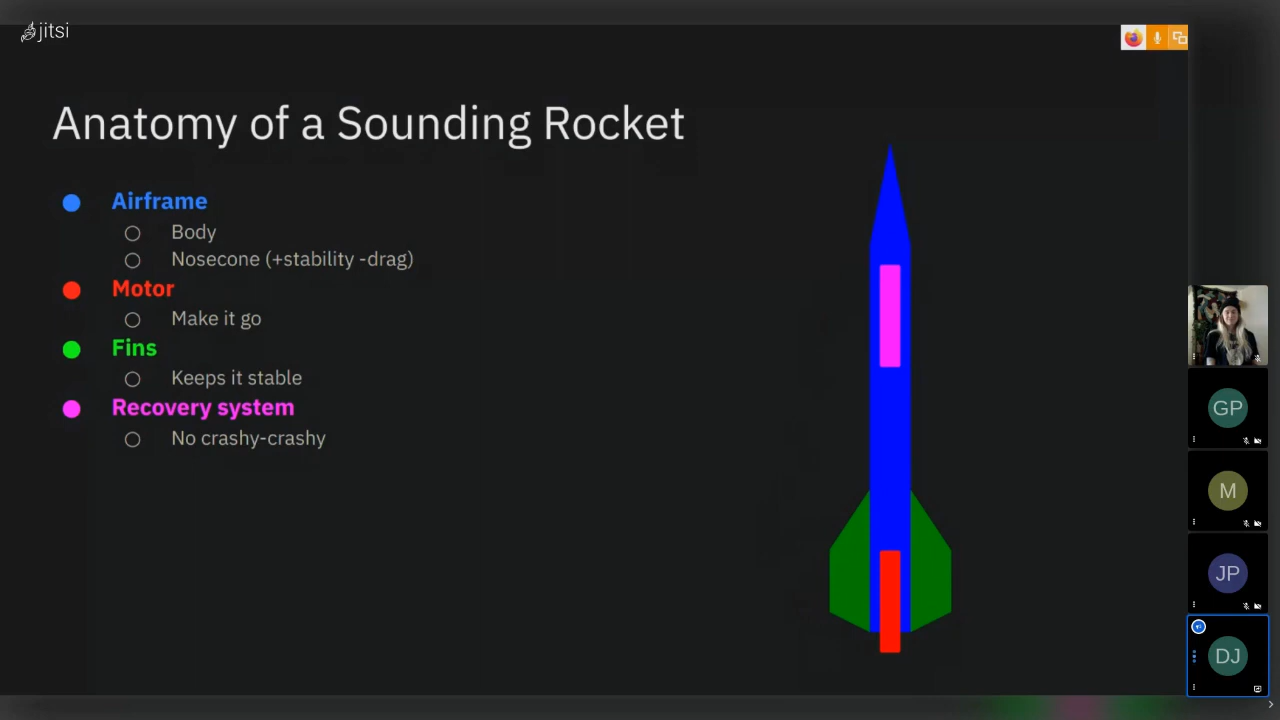 jitsi
Anatomy of a Sounding Rocket
Airframe
Body
Nosecone (+stability -drag)
Motor
Make it go
Fins
Keeps it stable
Recovery system
No crashy-crashy
GP
M
JP
DJ